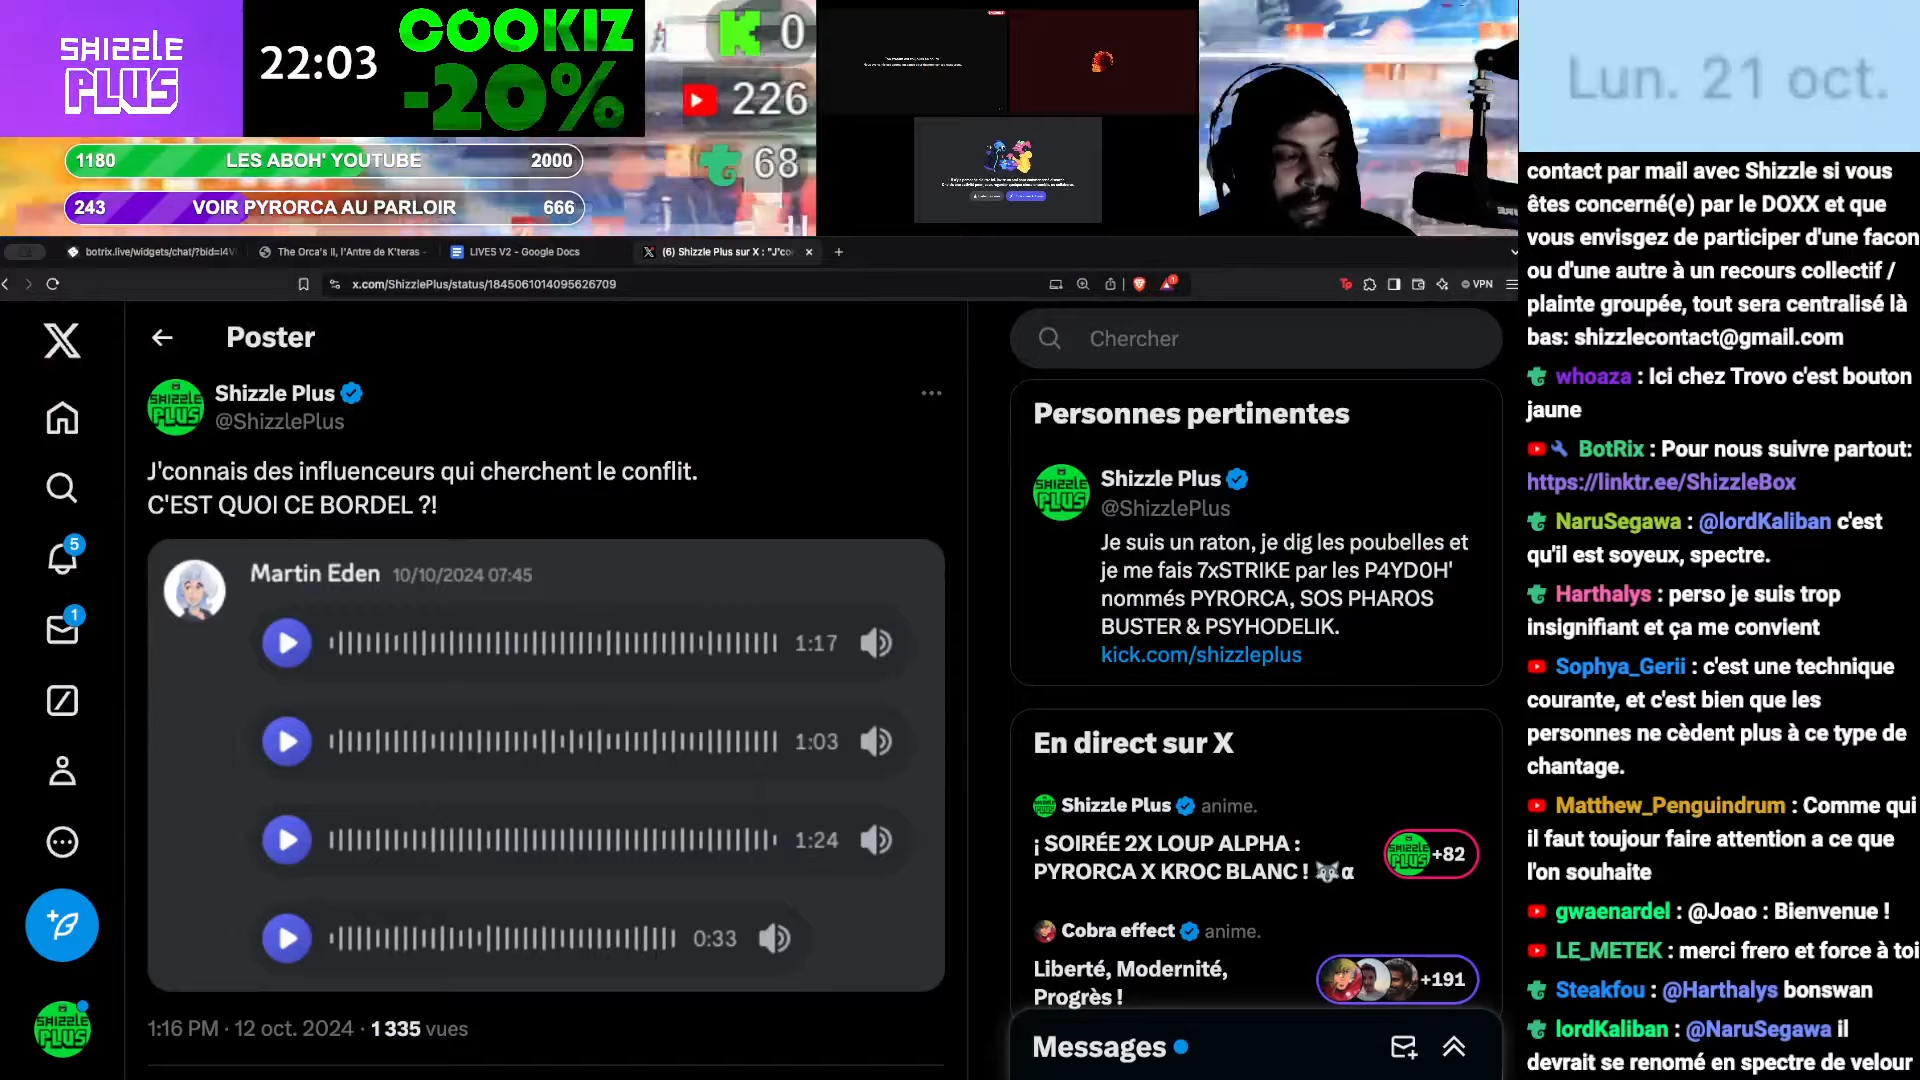 SHIZZLE
PLUS
22:03
COOKIZ
-20%
0
226
68
1180 LES ABOH' YOUTUBE 2000
243 VOIR PYRORCA AU PARLOIR 666
Lun. 21 oct.
botrix.live/widgets/chat/?bid=I4V
The Orca's II, l'Antre de K'teras -
LIVES V2 - Google Docs
(6) Shizzle Plus sur X : "J'co
x.com/ShizzlePlus/status/1845061014095626709
VPN
Poster
Shizzle Plus
@ShizzlePlus
J'connais des influenceurs qui cherchent le conflit.
C'EST QUOI CE BORDEL ?!
Martin Eden 10/10/2024 07:45
1:17
1:03
1:24
0:33
1:16 PM · 12 oct. 2024 · 1 335 vues
5
1
Chercher
Personnes pertinentes
Shizzle Plus
@ShizzlePlus
Je suis un raton, je dig les poubelles et
je me fais 7xSTRIKE par les P4YD0H'
nommés PYRORCA, SOS PHAROS
BUSTER & PSYHODELIK.
kick.com/shizzleplus
En direct sur X
Shizzle Plus anime.
¡ SOIRÉE 2X LOUP ALPHA :
PYRORCA X KROC BLANC ! 🐺α
+82
Cobra effect anime.
Liberté, Modernité,
Progrès !
+191
Messages
contact par mail avec Shizzle si vous
êtes concerné(e) par le DOXX et que
vous envisgez de participer d'une facon
ou d'une autre à un recours collectif /
plainte groupée, tout sera centralisé là
bas: shizzlecontact@gmail.com
whoaza : Ici chez Trovo c'est bouton
jaune
BotRix : Pour nous suivre partout:
https://linktr.ee/ShizzleBox
NaruSegawa : @lordKaliban c'est
qu'il est soyeux, spectre.
Harthalys : perso je suis trop
insignifiant et ça me convient
Sophya_Gerii : c'est une technique
courante, et c'est bien que les
personnes ne cèdent plus à ce type de
chantage.
Matthew_Penguindrum : Comme qui
il faut toujour faire attention a ce que
l'on souhaite
gwaenardel : @Joao : Bienvenue !
LE_METEK : merci frero et force à toi
Steakfou : @Harthalys bonswan
lordKaliban : @NaruSegawa il
devrait se renomé en spectre de velour